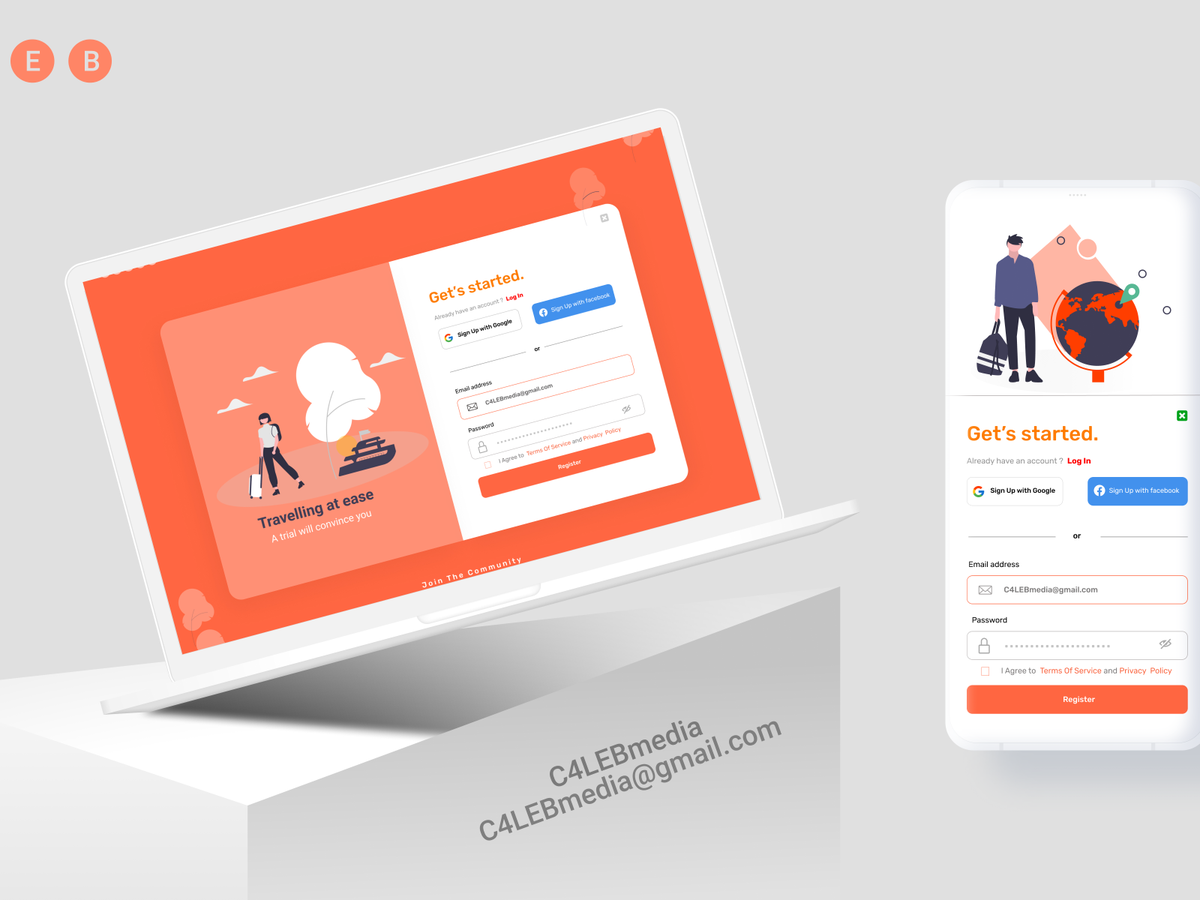 E B
Get's started.
Already have an account ? Log In
Sign Up with Google
Sign Up with facebook
or
Email address
C4LEBmedia@gmail.com
Password
I Agree to Terms Of Service and Privacy Policy
Register
Travelling at ease
A trial will convince you
Join The Community
C4LEBmedia
C4LEBmedia@gmail.com
Get's started.
Already have an account ? Log In
Sign Up with Google
Sign Up with facebook
or
Email address
C4LEBmedia@gmail.com
Password
I Agree to Terms Of Service and Privacy Policy
Register